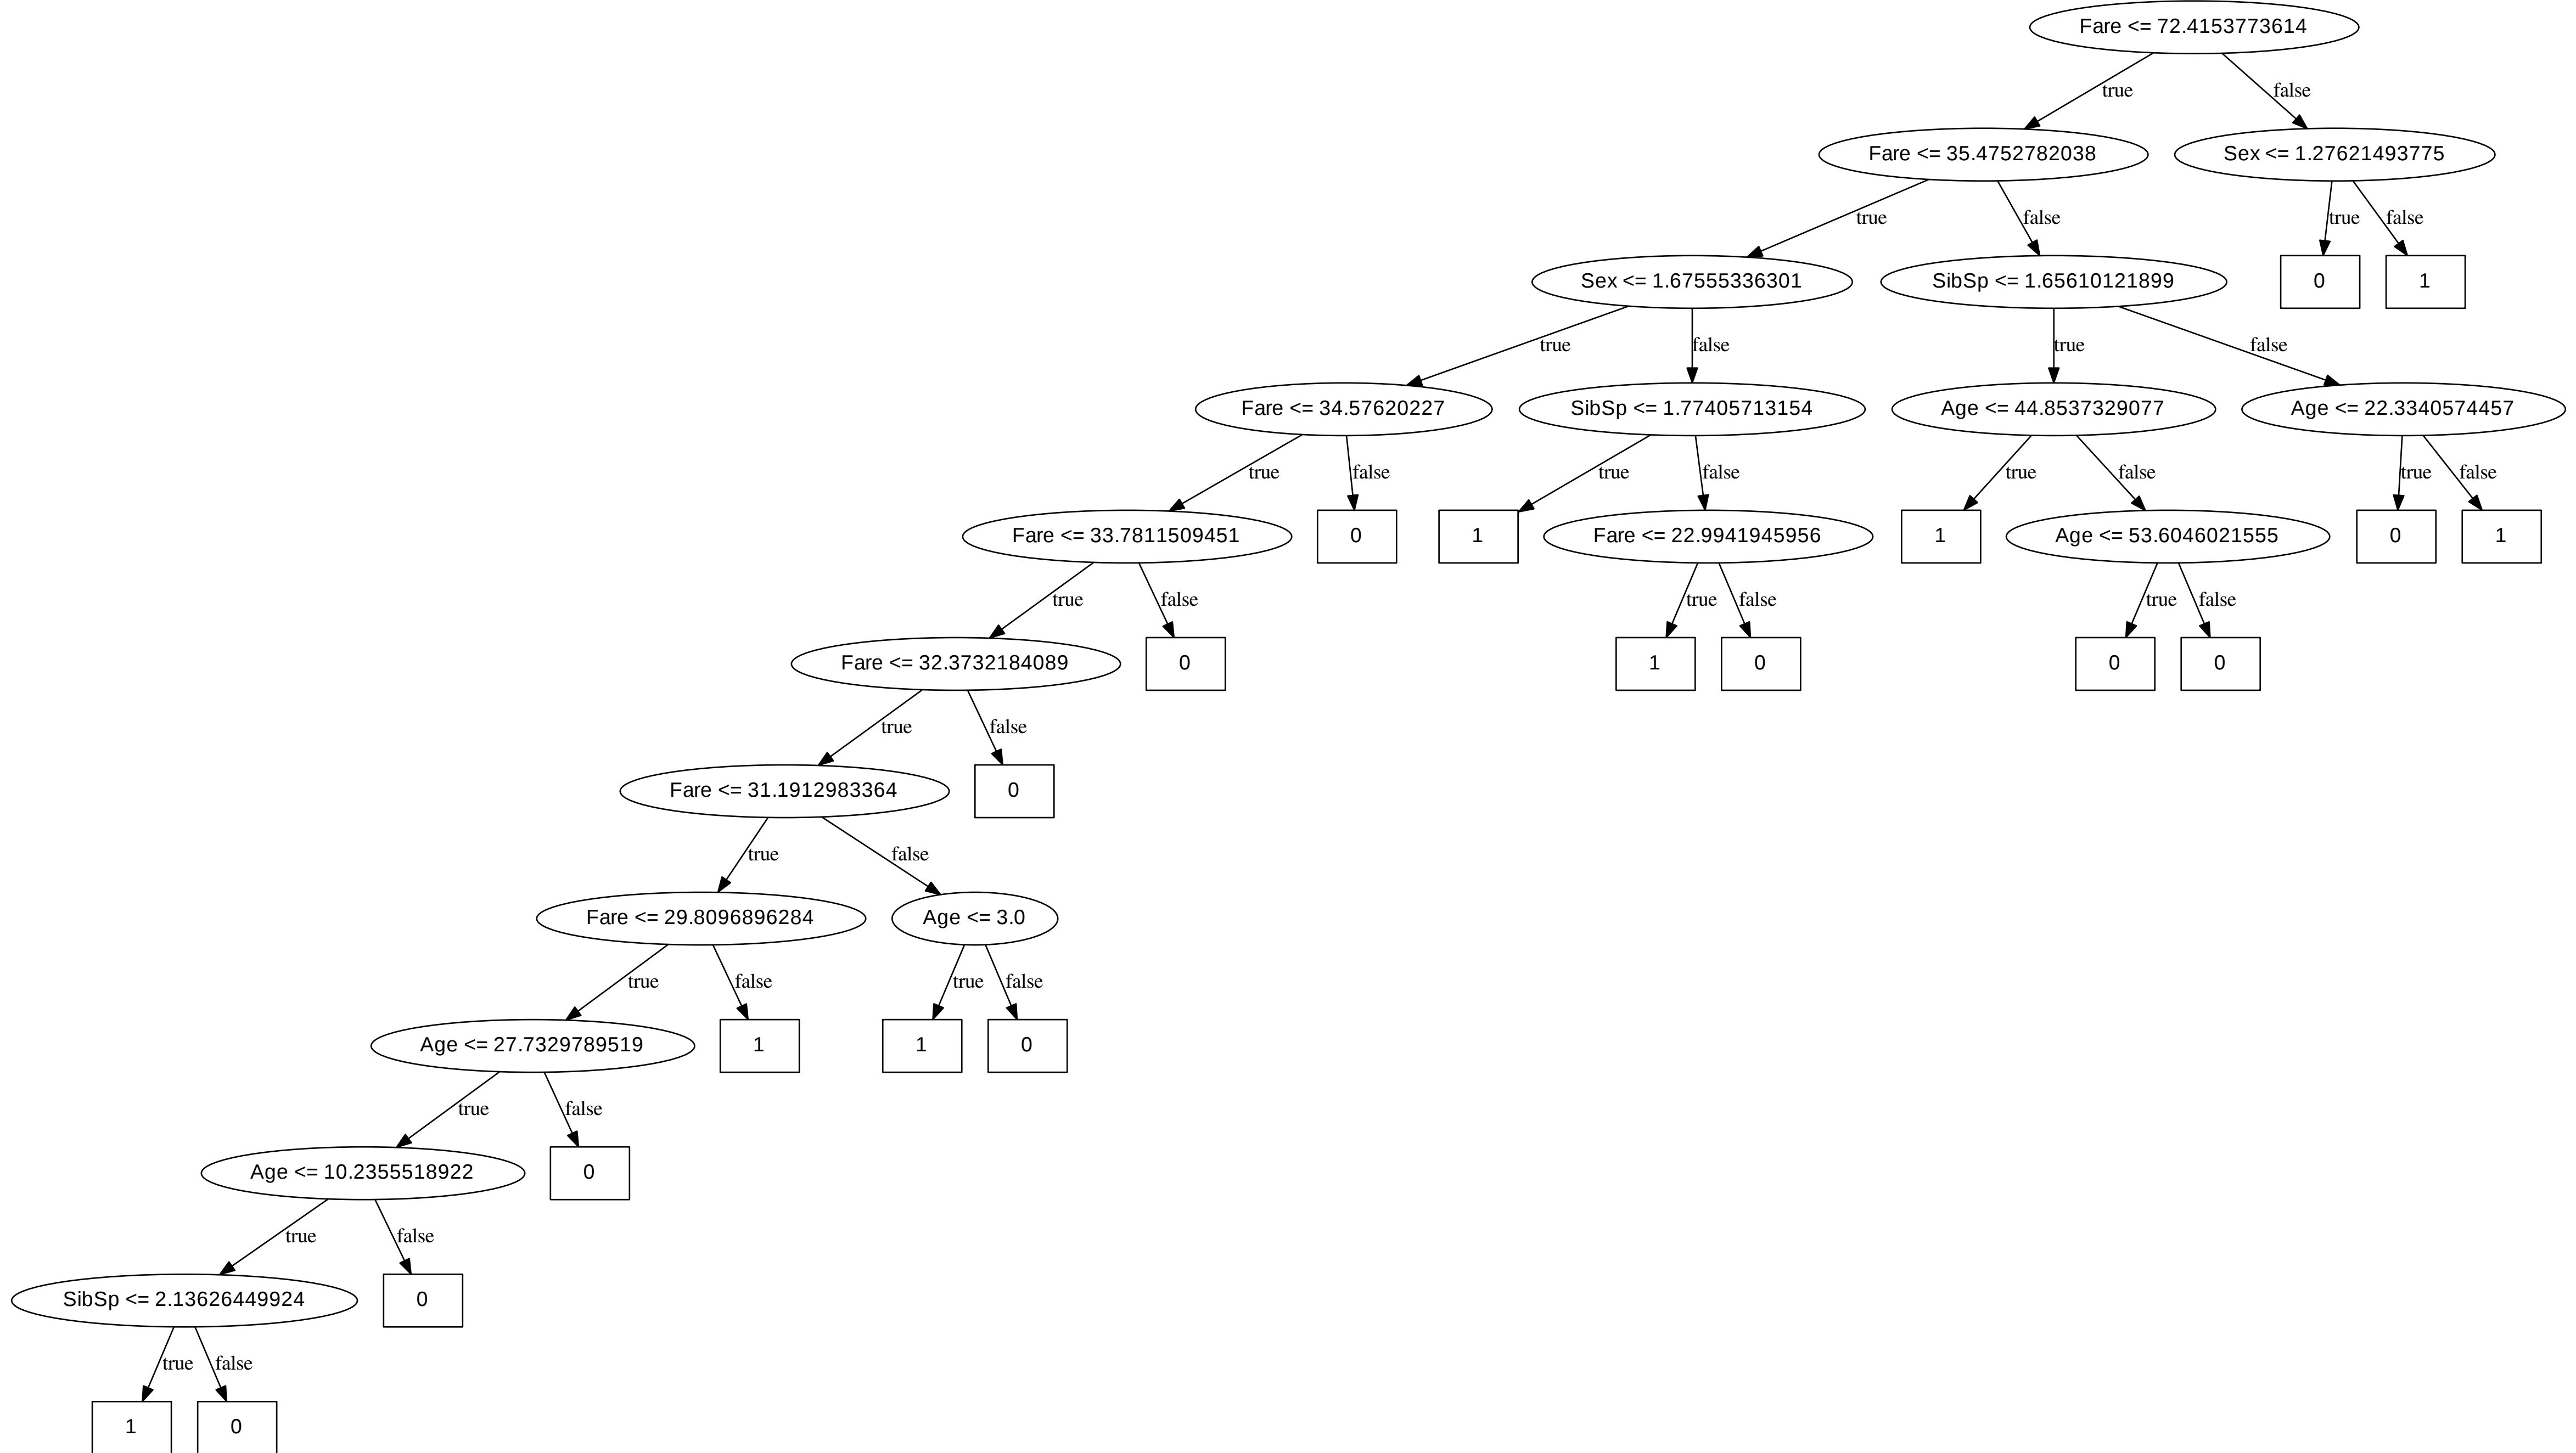 Fare <= 72.4153773614
true
false
Fare <= 35.4752782038
Sex <= 1.27621493775
true
false
true
false
Sex <= 1.67555336301
SibSp <= 1.65610121899
0
1
true
false
true
false
Fare <= 34.57620227
SibSp <= 1.77405713154
Age <= 44.8537329077
Age <= 22.3340574457
true
false
true
false
true
false
true
false
Fare <= 33.7811509451
0
1
Fare <= 22.9941945956
1
Age <= 53.6046021555
0
1
true
false
true
false
true
false
Fare <= 32.3732184089
0
1
0
0
0
true
false
Fare <= 31.1912983364
0
true
false
Fare <= 29.8096896284
Age <= 3.0
true
false
true
false
Age <= 27.7329789519
1
1
0
true
false
Age <= 10.2355518922
0
true
false
SibSp <= 2.13626449924
0
true
false
1
0